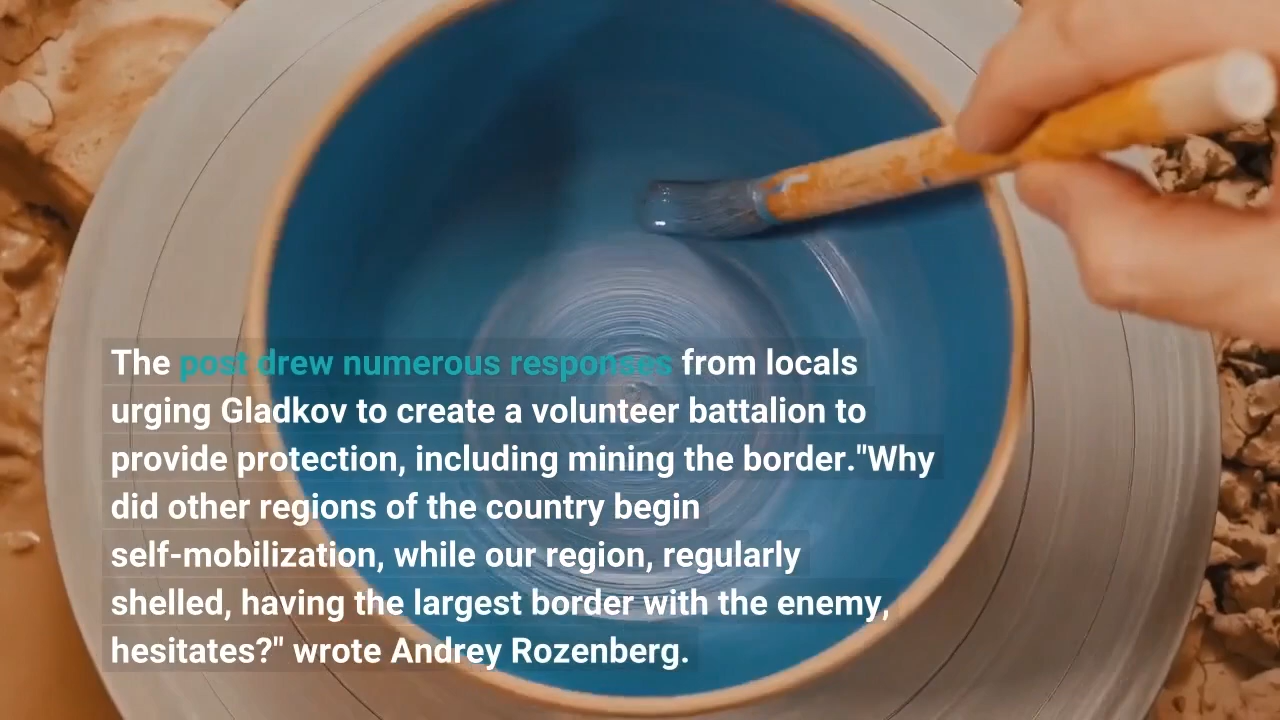 The post drew numerous responses from locals
urging Gladkov to create a volunteer battalion to
provide protection, including mining the border."Why
did other regions of the country begin
self-mobilization, while our region, regularly
shelled, having the largest border with the enemy,
hesitates?" wrote Andrey Rozenberg.